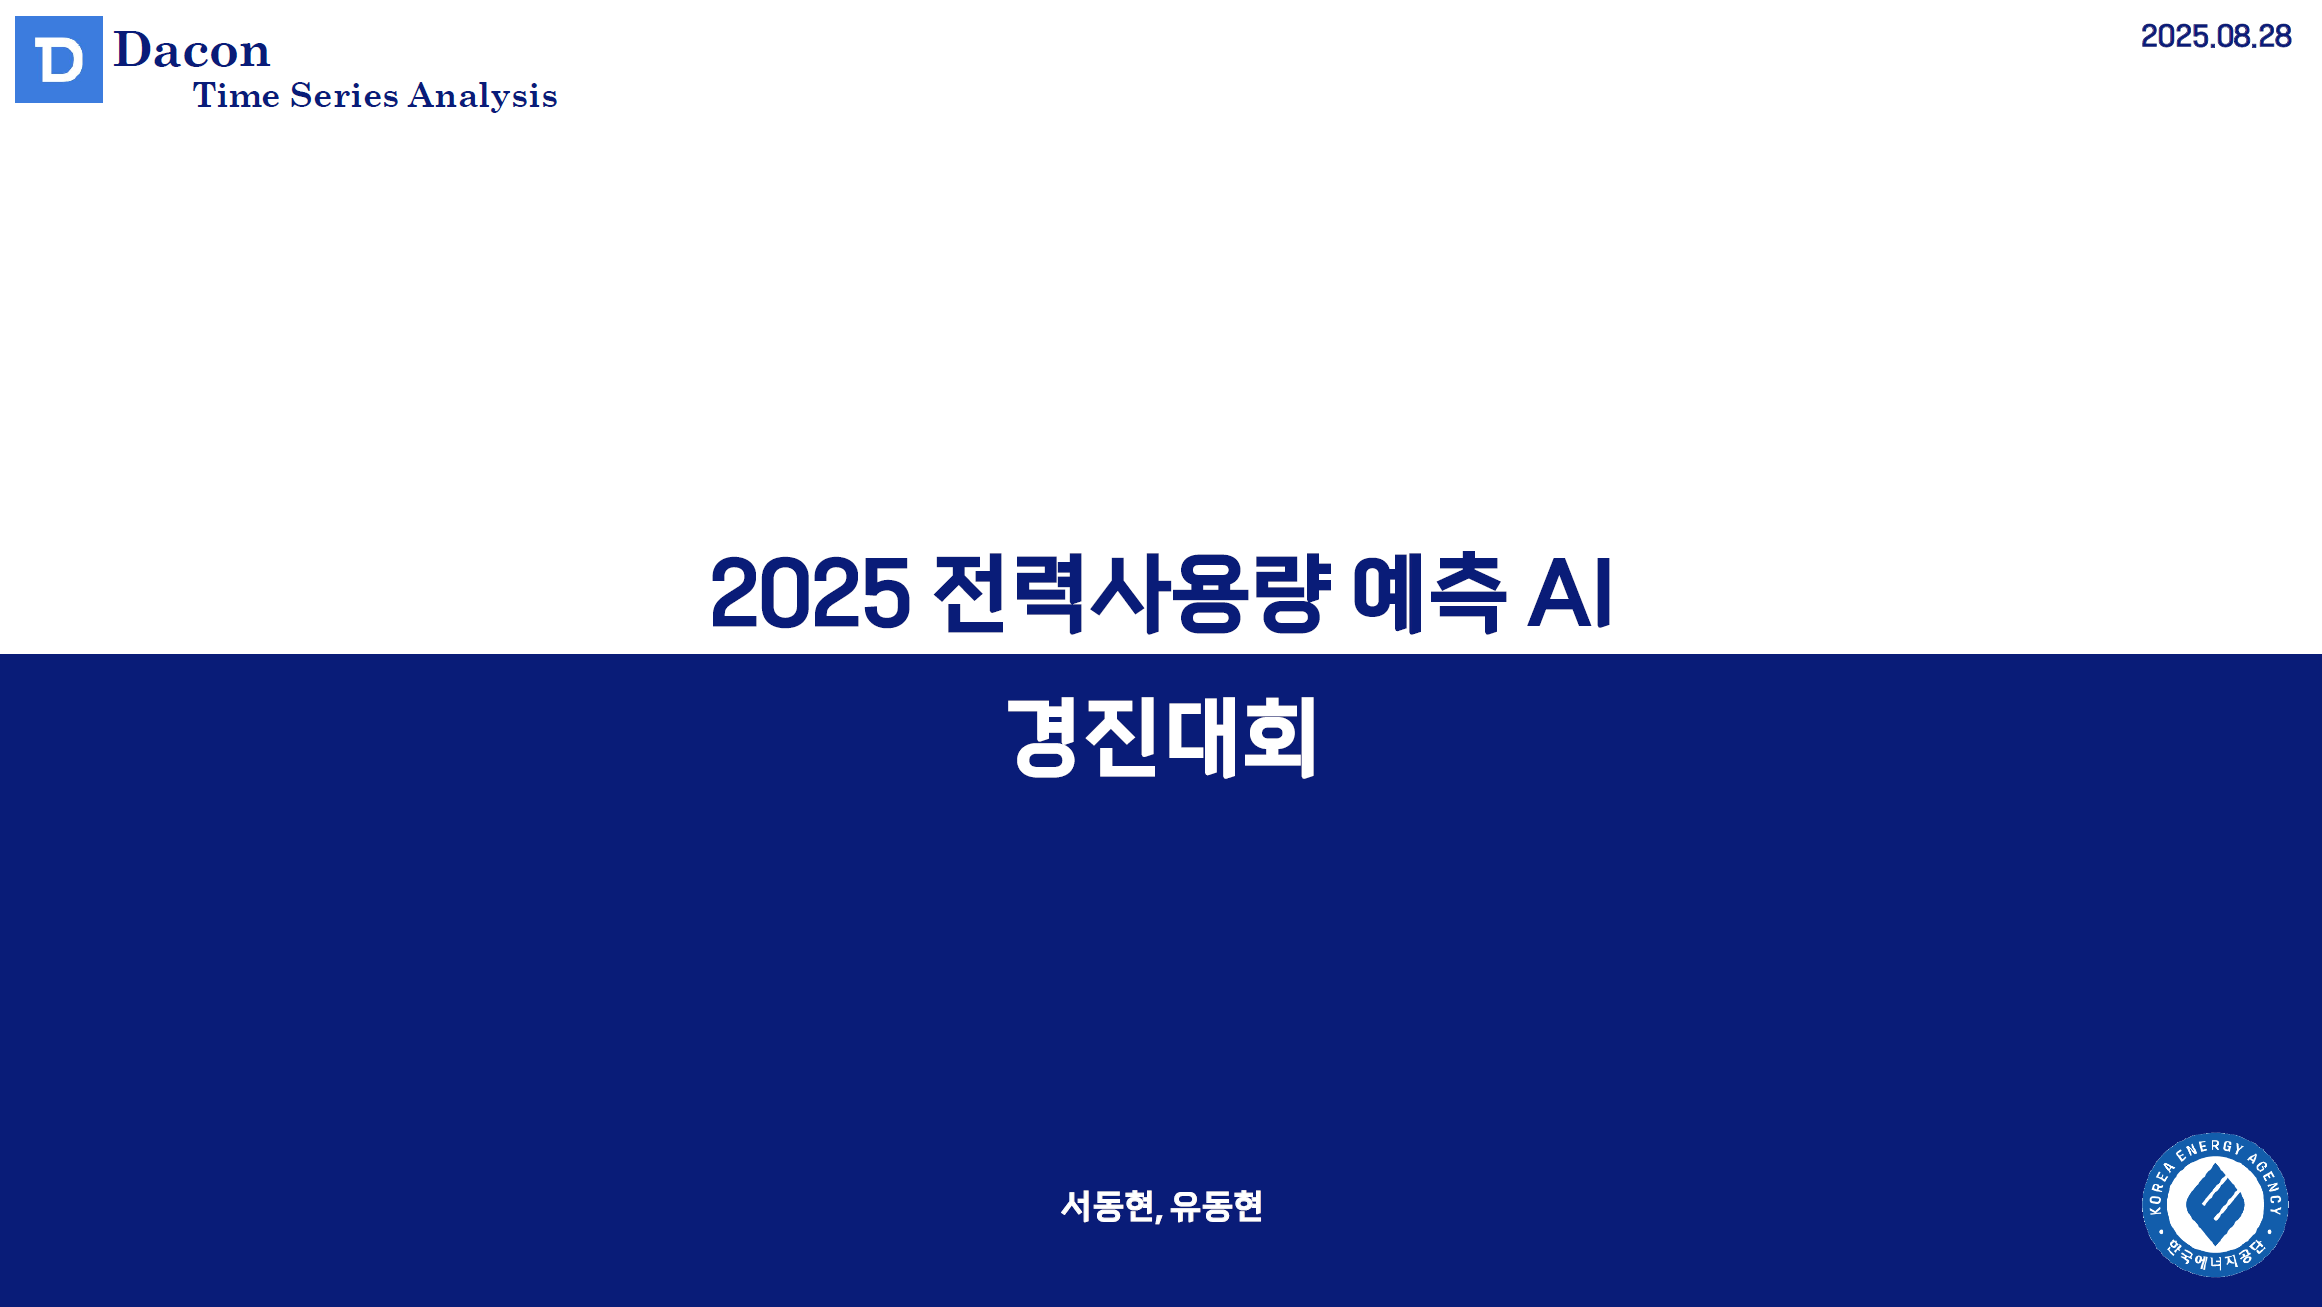 Dacon
Time Series Analysis
2025.08.28
2025 전력사용량 예측 AI
경진대회
서동현, 유동현
KOREA ENERGY AGENCY
한국에너지공단